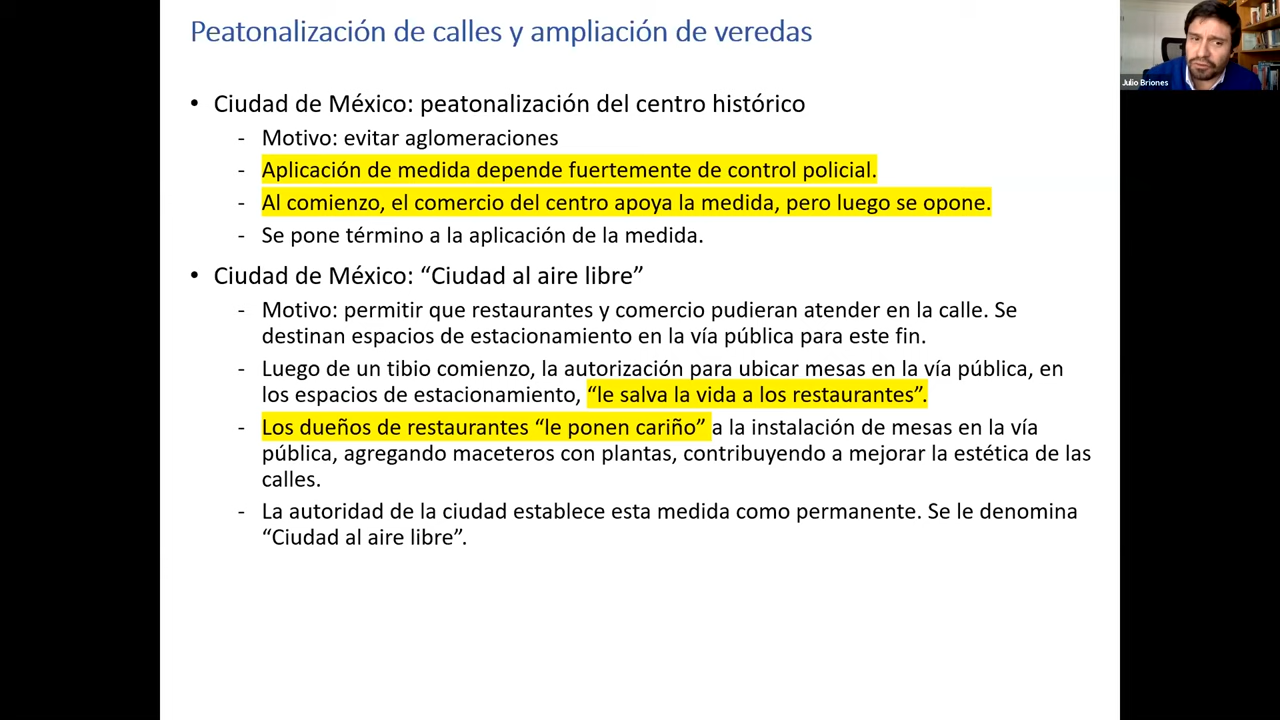 Peatonalización de calles y ampliación de veredas
Julio Briones
• Ciudad de México: peatonalización del centro histórico
- Motivo: evitar aglomeraciones
- Aplicación de medida depende fuertemente de control policial.
- Al comienzo, el comercio del centro apoya la medida, pero luego se opone.
- Se pone término a la aplicación de la medida.
• Ciudad de México: “Ciudad al aire libre”
- Motivo: permitir que restaurantes y comercio pudieran atender en la calle. Se
destinan espacios de estacionamiento en la vía pública para este fin.
- Luego de un tibio comienzo, la autorización para ubicar mesas en la vía pública, en
los espacios de estacionamiento, “le salva la vida a los restaurantes”.
- Los dueños de restaurantes “le ponen cariño” a la instalación de mesas en la vía
pública, agregando maceteros con plantas, contribuyendo a mejorar la estética de las
calles.
- La autoridad de la ciudad establece esta medida como permanente. Se le denomina
“Ciudad al aire libre”.